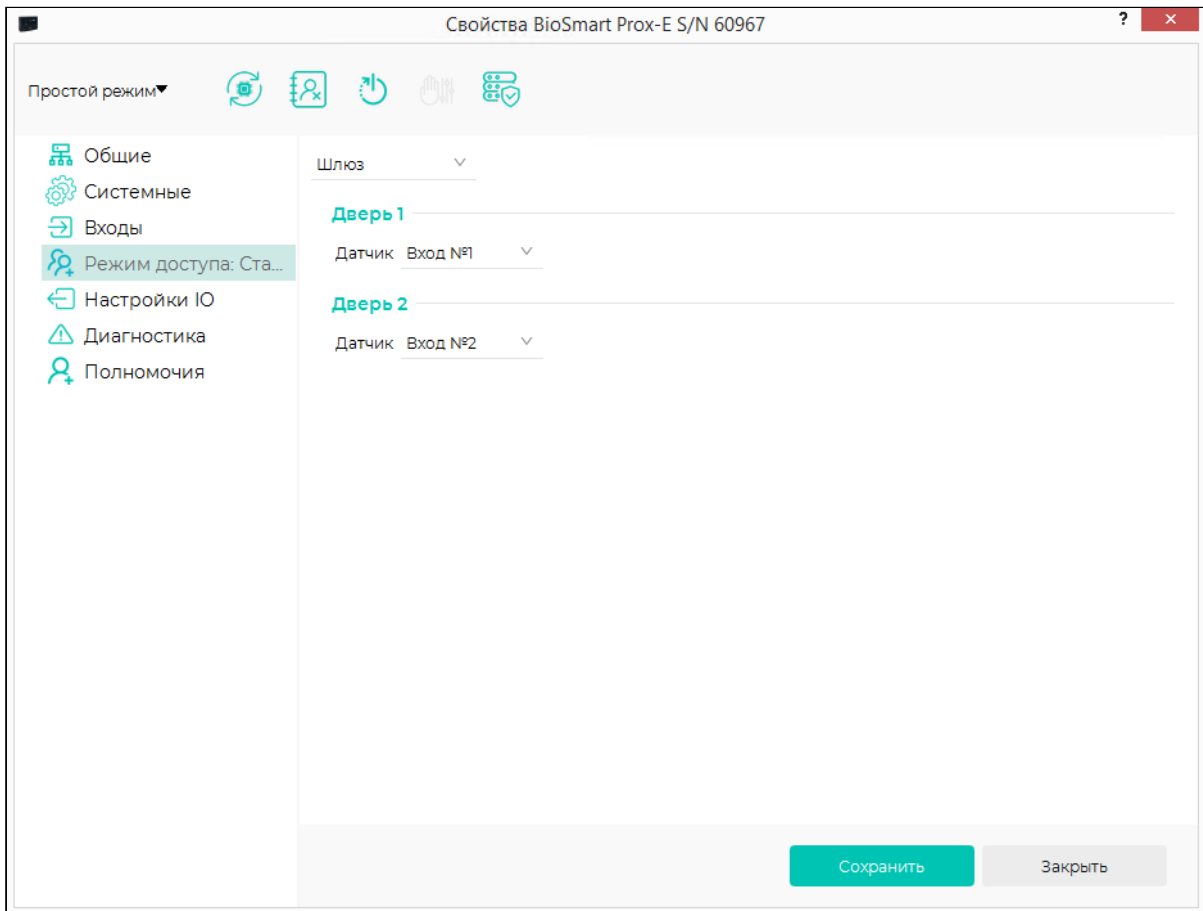 Свойства BioSmart Prox-E S/N 60967
?
Простой режим
Общие
Системные
Входы
Режим доступа: Ста...
Настройки IO
Диагностика
Полномочия
Шлюз
Дверь 1
Датчик Вход №1
Дверь 2
Датчик Вход №2
Сохранить
Закрыть